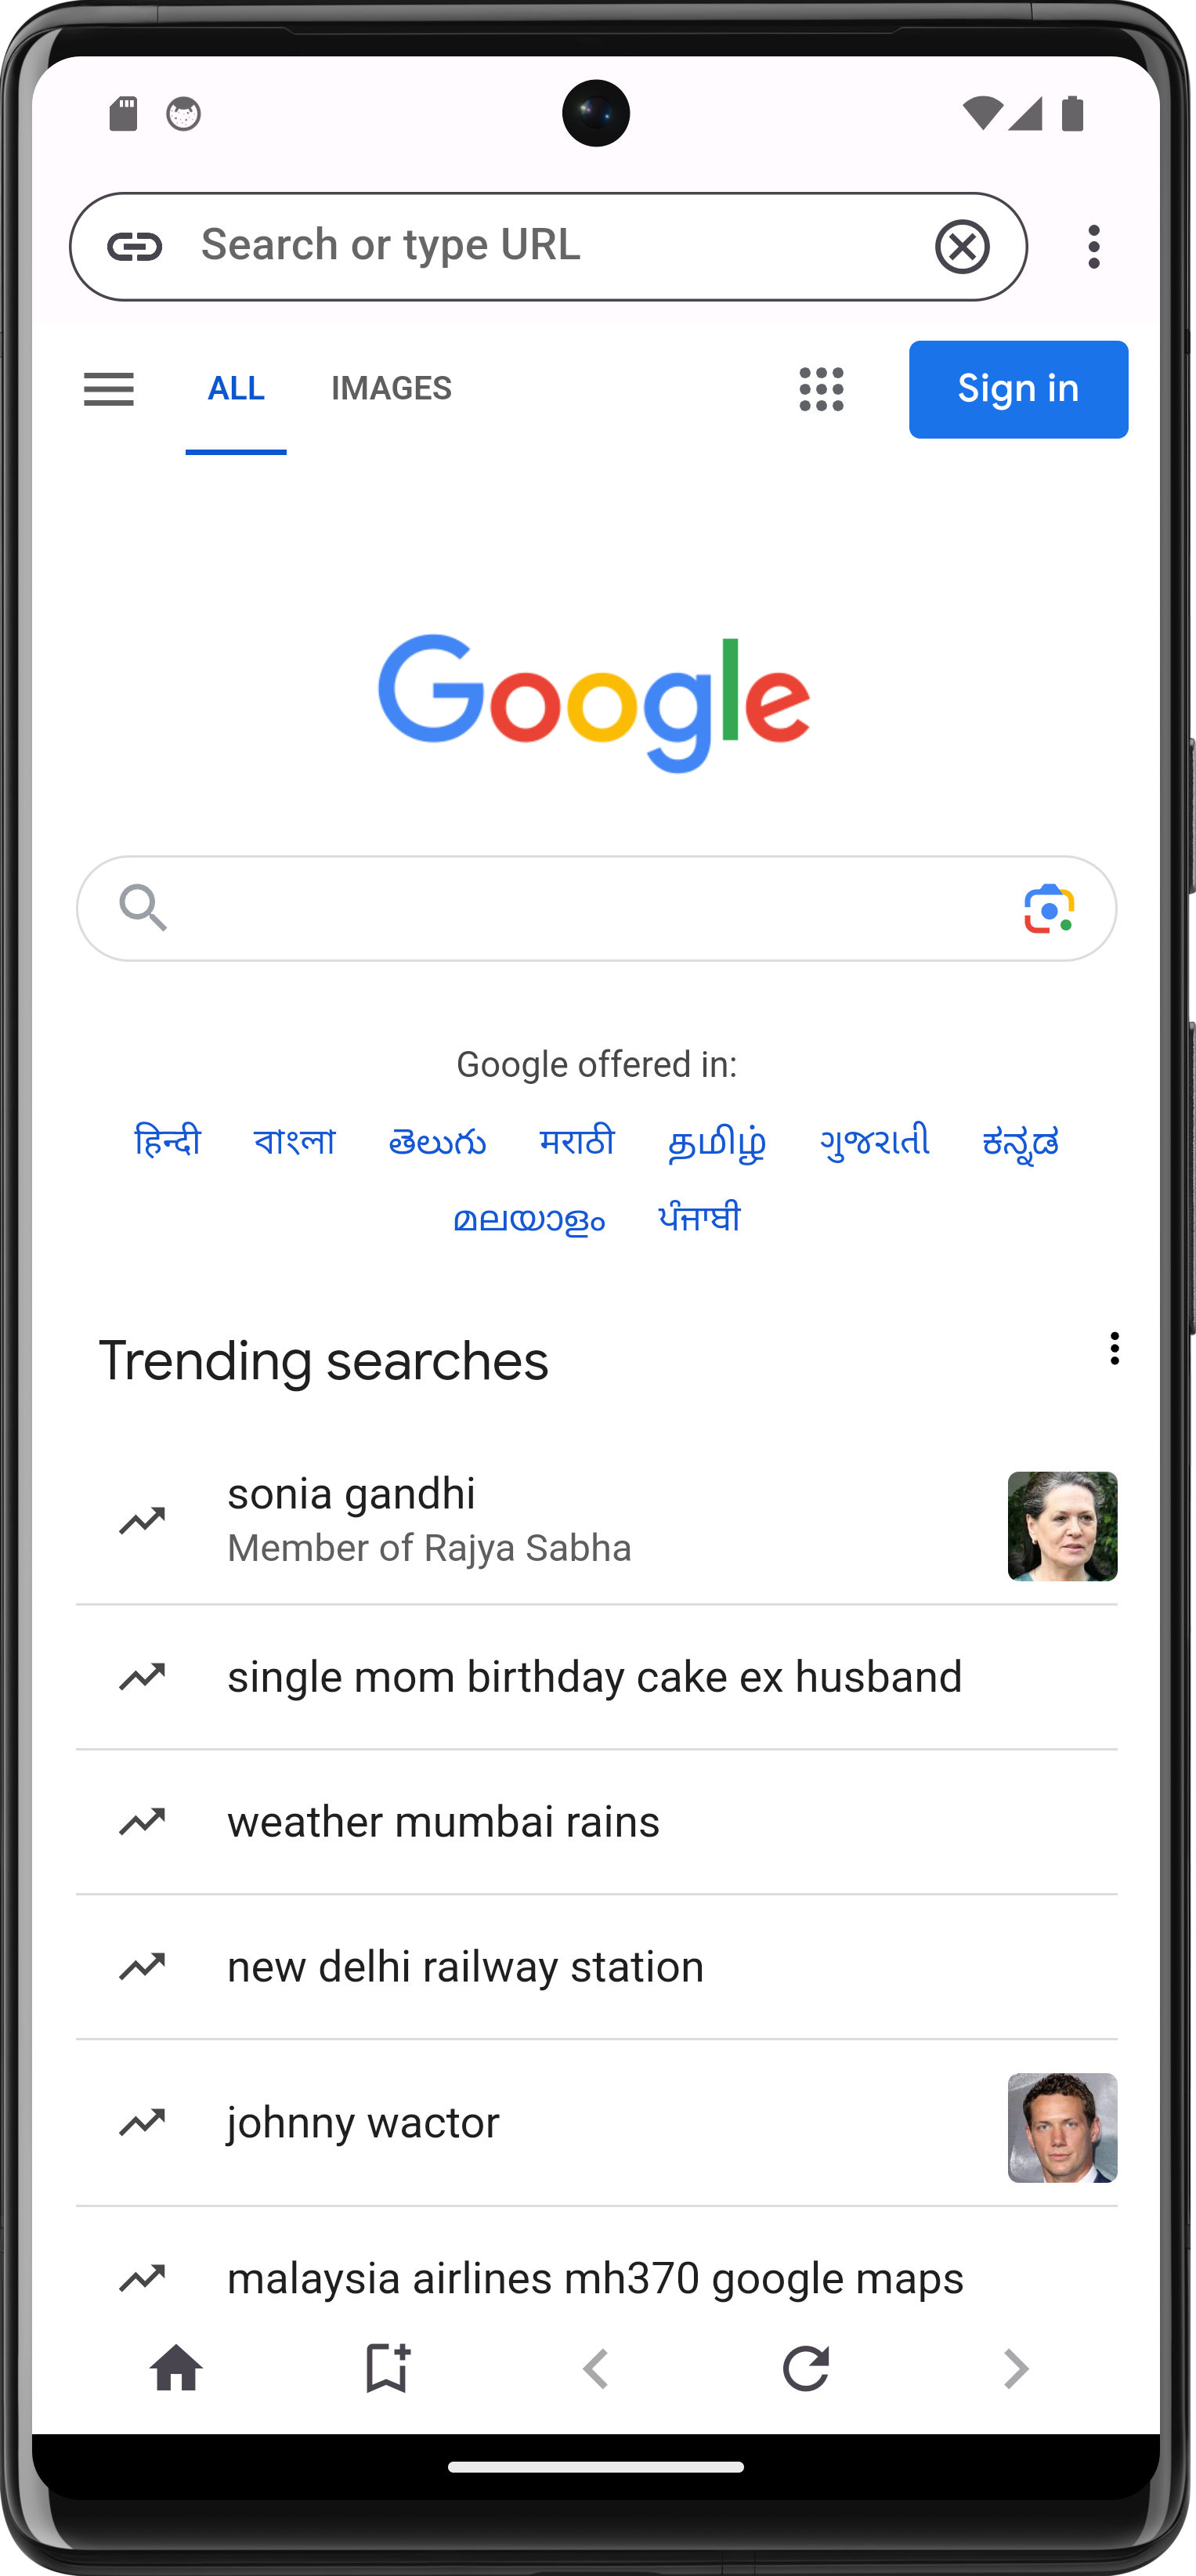 Search or type URL
ALL IMAGES Sign in
Google
Google offered in:
हिन्दी বাংলা తెలుగు मराठी தமிழ் ગુજરાતી ಕನ್ನಡ
മലയാളം ਪੰਜਾਬੀ
Trending searches
sonia gandhi
Member of Rajya Sabha
single mom birthday cake ex husband
weather mumbai rains
new delhi railway station
johnny wactor
malaysia airlines mh370 google maps